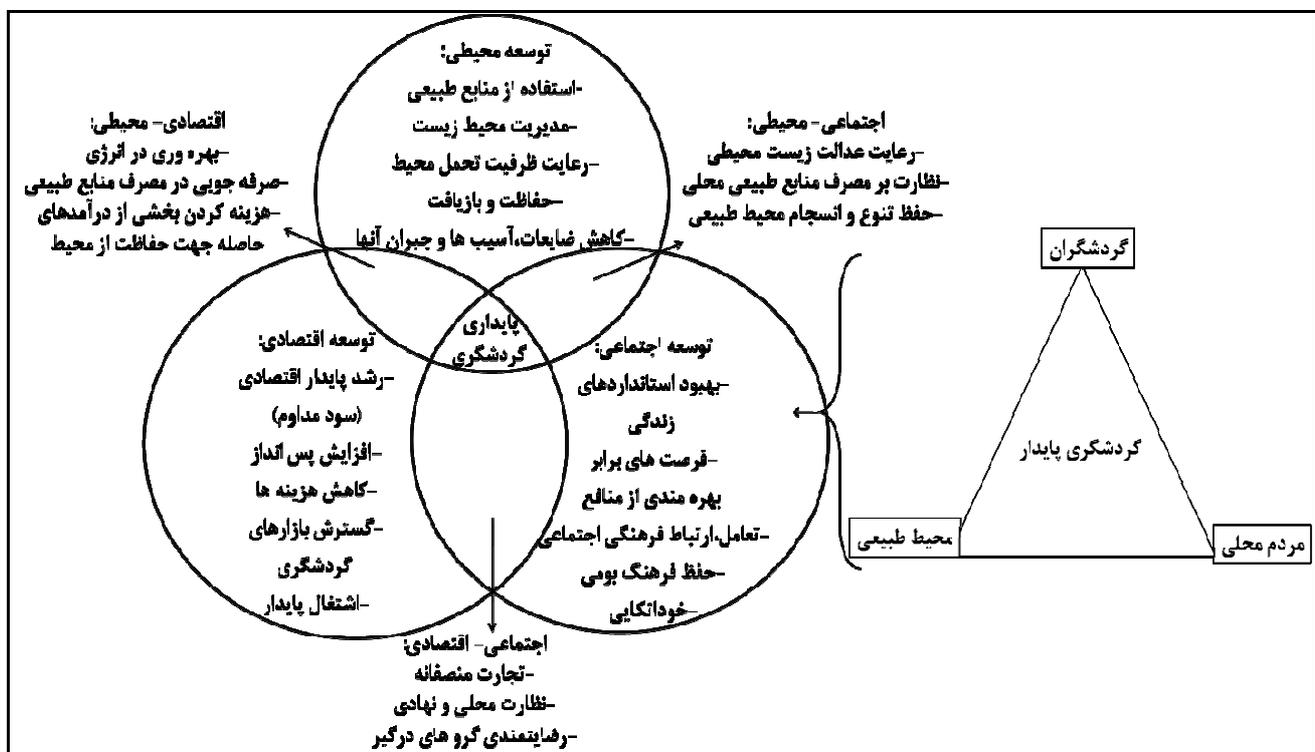 توسعه محیطی:
-استفاده از منابع طبیعی
-مدیریت محیط زیست
-رعایت ظرفیت تحمل محیط
-حفاظت و بازیافت
-کاهش ضایعات،آسیب ها و جبران آنها
اجتماعی- محیطی:
-رعایت عدالت زیست محیطی
-نظارت بر مصرف منابع طبیعی محلی
-حفظ تنوع و انسجام محیط طبیعی
اقتصادی- محیطی:
-بهره وری در انرژی
-صرفه جویی در مصرف منابع طبیعی
-هزینه کردن بخشی از درآمدهای
حاصله جهت حفاظت از محیط
پایداری
گردشگری
توسعه اجتماعی:
-بهبود استانداردهای
زندگی
-فرصت های برابر
بهره مندی از منافع
-تعامل،ارتباط فرهنگی اجتماعی
-حفظ فرهنگ بومی
-خوداتکایی
توسعه اقتصادی:
-رشد پایدار اقتصادی
(سود مداوم)
-افزایش پس انداز
-کاهش هزینه ها
-گسترش بازارهای
گردشگری
-اشتغال پایدار
اجتماعی- اقتصادی:
-تجارت منصفانه
-نظارت محلی و نهادی
-رضایتمندی گرو های درگیر
گردشگران
گردشگری پایدار
مردم محلی
محیط طبیعی